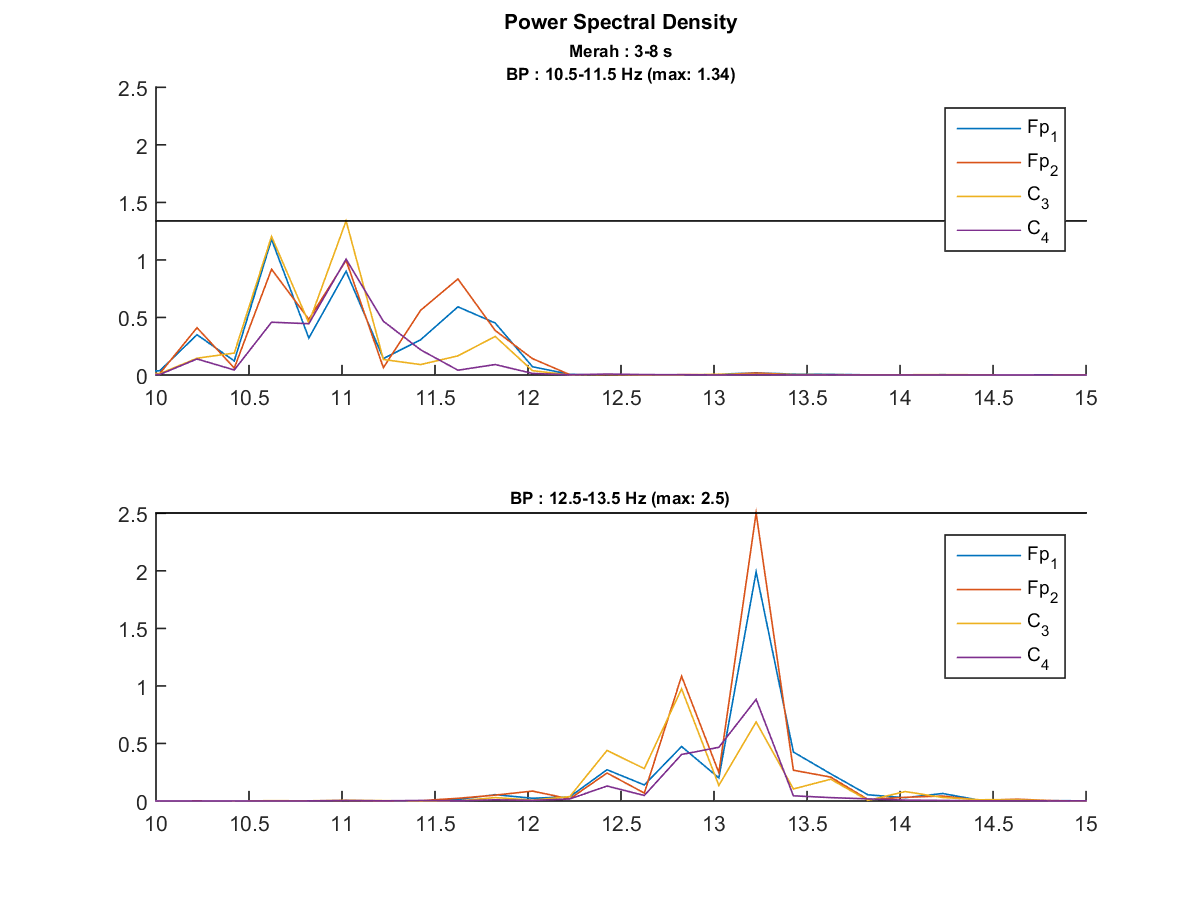 Power Spectral Density
Merah : 3-8 s
BP : 10.5-11.5 Hz (max: 1.34)
2.5
2
1.5
1
0.5
0
Fp1
Fp2
C3
C4
10 10.5 11 11.5 12 12.5 13 13.5 14 14.5 15
BP : 12.5-13.5 Hz (max: 2.5)
2.5
2
1.5
1
0.5
0
Fp1
Fp2
C3
C4
10 10.5 11 11.5 12 12.5 13 13.5 14 14.5 15